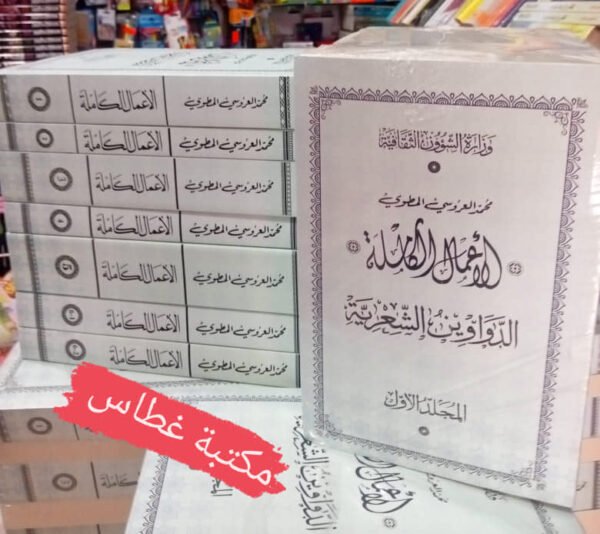 وزارة الشؤون الثقافية
محمد العروسي المطوي
الأعمال الكاملة
الدواوين الشعرية
المجلد الأول
محمد العروسي المطوي
الأعمال الكاملة
محمد العروسي المطوي
الأعمال الكاملة
محمد العروسي المطوي
الأعمال الكاملة
محمد العروسي المطوي
الأعمال الكاملة
محمد العروسي المطوي
الأعمال الكاملة
محمد العروسي المطوي
الأعمال الكاملة
محمد العروسي المطوي
الأعمال الكاملة
مكتبة غطاس
الدواوين الشعرية